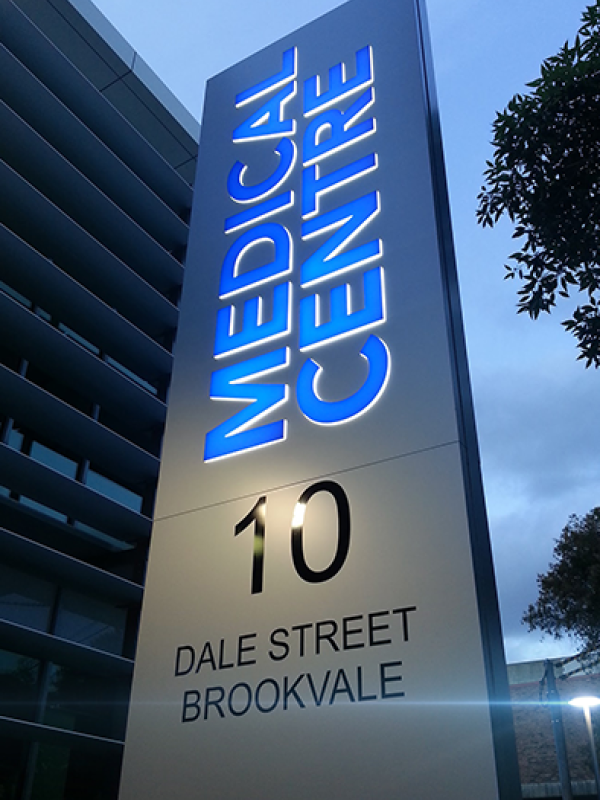 MEDICAL
CENTRE
10
DALE STREET
BROOKVALE